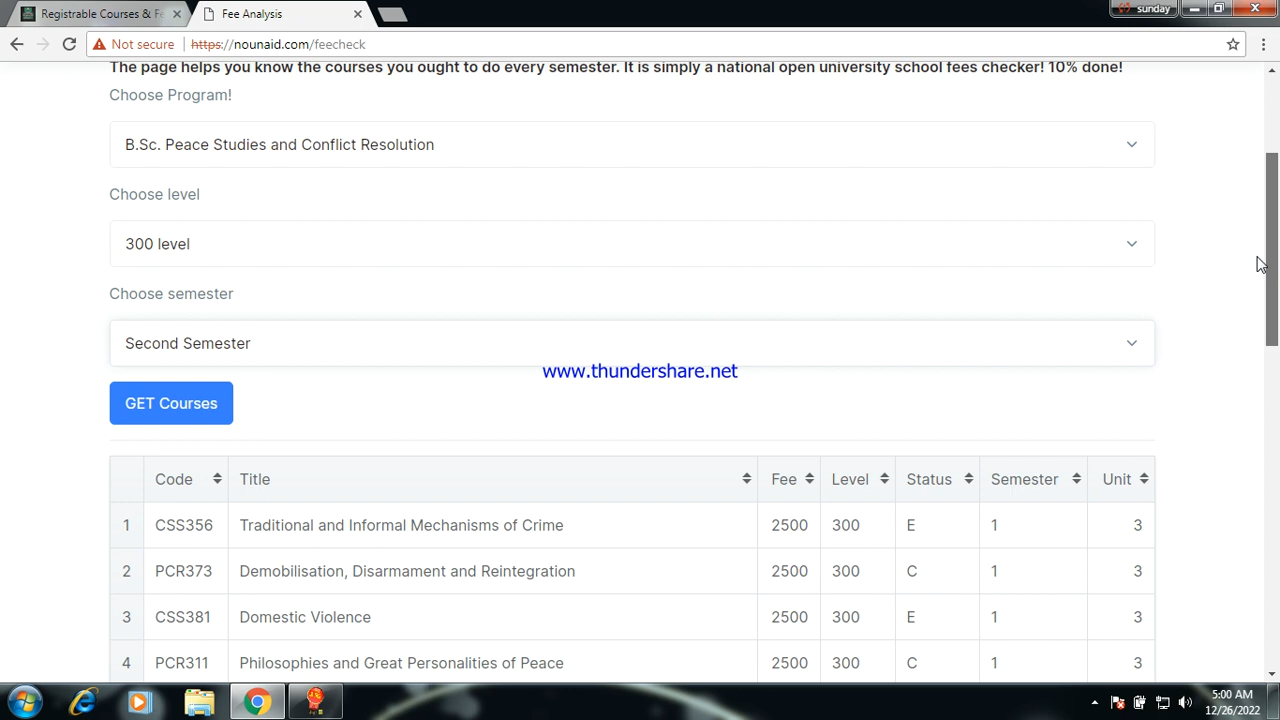 Registrable Courses & Fe
Fee Analysis
sunday
Not secure
https://nounaid.com/feecheck
The page helps you know the courses you ought to do every semester. It is simply a national open university school fees checker! 10% done!
Choose Program!
B.Sc. Peace Studies and Conflict Resolution
Choose level
300 level
Choose semester
Second Semester
www.thundershare.net
GET Courses
Code Title Fee Level Status Semester Unit
1 CSS356 Traditional and Informal Mechanisms of Crime 2500 300 E 1 3
2 PCR373 Demobilisation, Disarmament and Reintegration 2500 300 C 1 3
3 CSS381 Domestic Violence 2500 300 E 1 3
4 PCR311 Philosophies and Great Personalities of Peace 2500 300 C 1 3
5:00 AM
12/26/2022